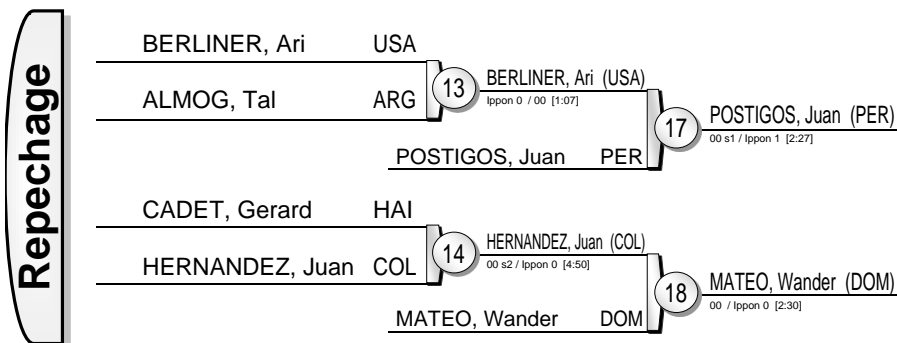 Repechage
BERLINER, Ari USA
ALMOG, Tal ARG
13
BERLINER, Ari (USA)
Ippon 0 / 00 [1:07]
POSTIGOS, Juan PER
17
POSTIGOS, Juan (PER)
00 s1 / Ippon 1 [2:27]
CADET, Gerard HAI
HERNANDEZ, Juan COL
14
HERNANDEZ, Juan (COL)
00 s2 / Ippon 0 [4:50]
MATEO, Wander DOM
18
MATEO, Wander (DOM)
00 / Ippon 0 [2:30]